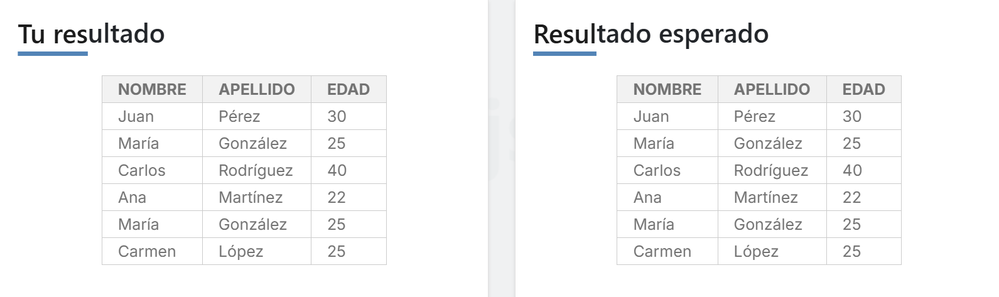 Tu resultado
NOMBRE APELLIDO EDAD
Juan Pérez 30
María González 25
Carlos Rodríguez 40
Ana Martínez 22
María González 25
Carmen López 25
Resultado esperado
NOMBRE APELLIDO EDAD
Juan Pérez 30
María González 25
Carlos Rodríguez 40
Ana Martínez 22
María González 25
Carmen López 25